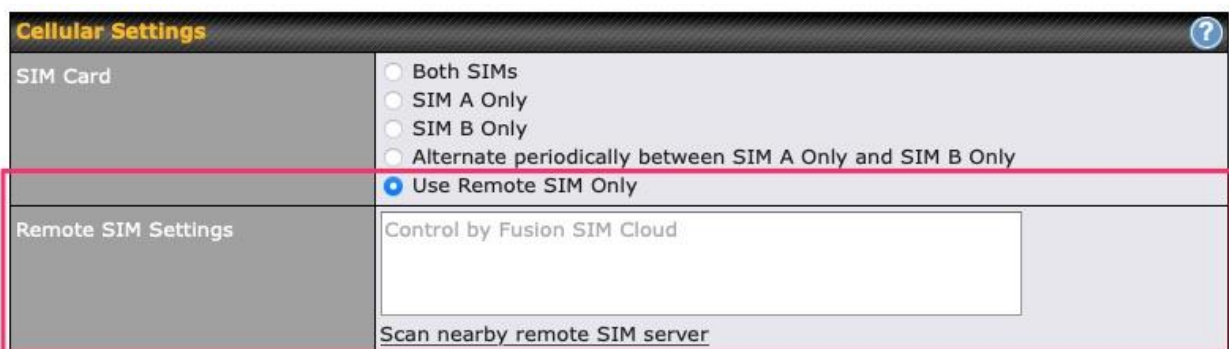 Cellular Settings
?
SIM Card
Both SIMs
SIM A Only
SIM B Only
Alternate periodically between SIM A Only and SIM B Only
Use Remote SIM Only
Remote SIM Settings
Control by Fusion SIM Cloud
Scan nearby remote SIM server